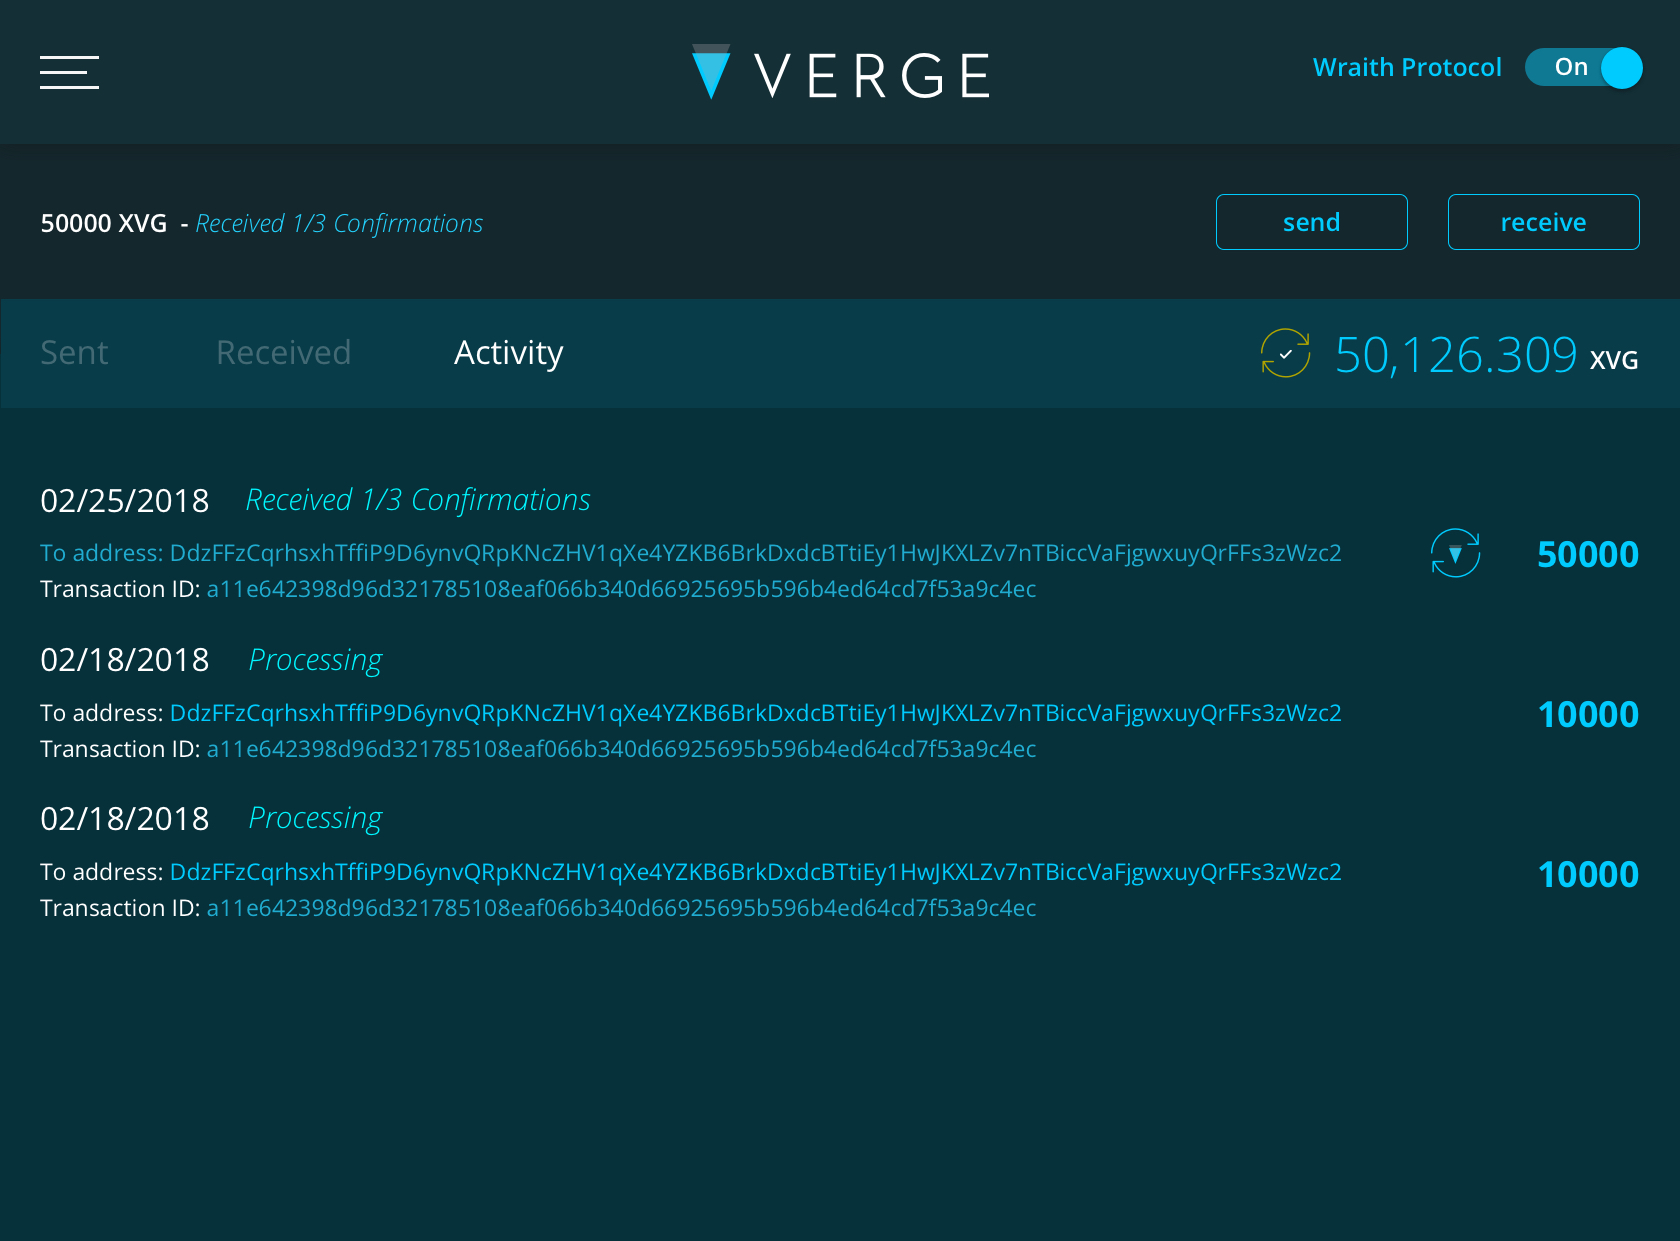 VERGE
Wraith Protocol On
50000 XVG - Received 1/3 Confirmations
send receive
Sent Received Activity
50,126.309 XVG
02/25/2018 Received 1/3 Confirmations
To address: DdzFFzCqrhsxhTffiP9D6ynvQRpKNcZHV1qXe4YZKB6BrkDxdcBTtiEy1HwJKXLZv7nTBiccVaFjgwxuyQrFFs3zWzc2
50000
Transaction ID: a11e642398d96d321785108eaf066b340d66925695b596b4ed64cd7f53a9c4ec
02/18/2018 Processing
To address: DdzFFzCqrhsxhTffiP9D6ynvQRpKNcZHV1qXe4YZKB6BrkDxdcBTtiEy1HwJKXLZv7nTBiccVaFjgwxuyQrFFs3zWzc2
10000
Transaction ID: a11e642398d96d321785108eaf066b340d66925695b596b4ed64cd7f53a9c4ec
02/18/2018 Processing
To address: DdzFFzCqrhsxhTffiP9D6ynvQRpKNcZHV1qXe4YZKB6BrkDxdcBTtiEy1HwJKXLZv7nTBiccVaFjgwxuyQrFFs3zWzc2
10000
Transaction ID: a11e642398d96d321785108eaf066b340d66925695b596b4ed64cd7f53a9c4ec